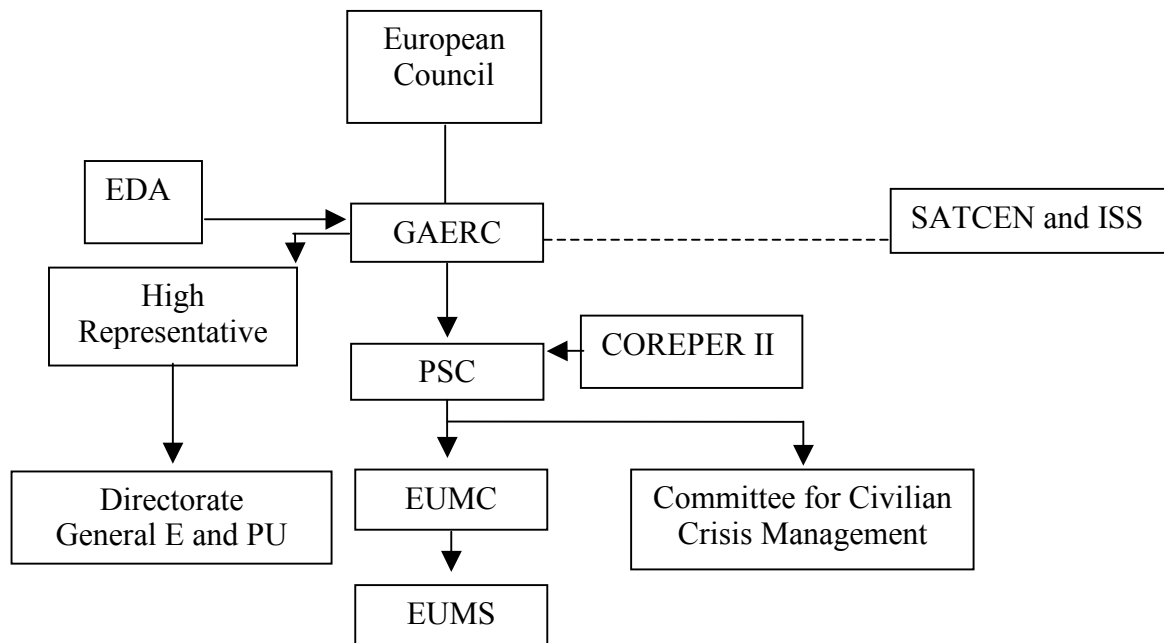 European
Council
EDA
GAERC
SATCEN and ISS
High
Representative
COREPER II
PSC
Directorate
General E and PU
EUMC
Committee for Civilian
Crisis Management
EUMS